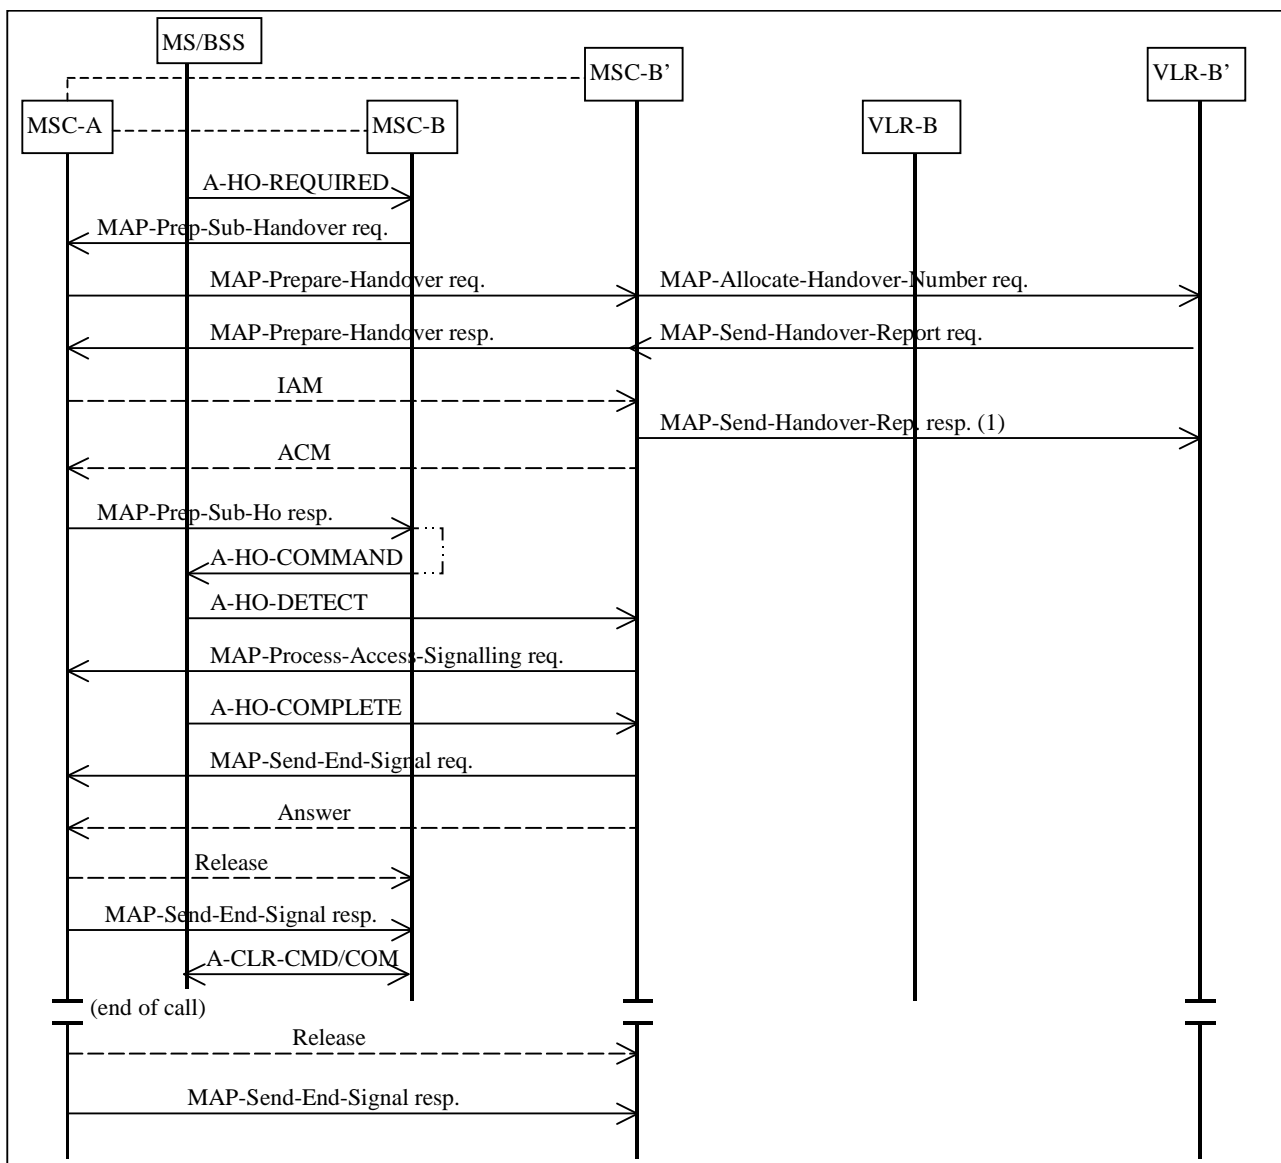 MS/BSS
MSC-B’
VLR-B’
MSC-A
MSC-B
VLR-B
A-HO-REQUIRED
MAP-Prep-Sub-Handover req.
MAP-Prepare-Handover req.
MAP-Allocate-Handover-Number req.
MAP-Prepare-Handover resp.
MAP-Send-Handover-Report req.
IAM
MAP-Send-Handover-Rep. resp. (1)
ACM
MAP-Prep-Sub-Ho resp.
A-HO-COMMAND
A-HO-DETECT
MAP-Process-Access-Signalling req.
A-HO-COMPLETE
MAP-Send-End-Signal req.
Answer
Release
MAP-Send-End-Signal resp.
A-CLR-CMD/COM
(end of call)
Release
MAP-Send-End-Signal resp.